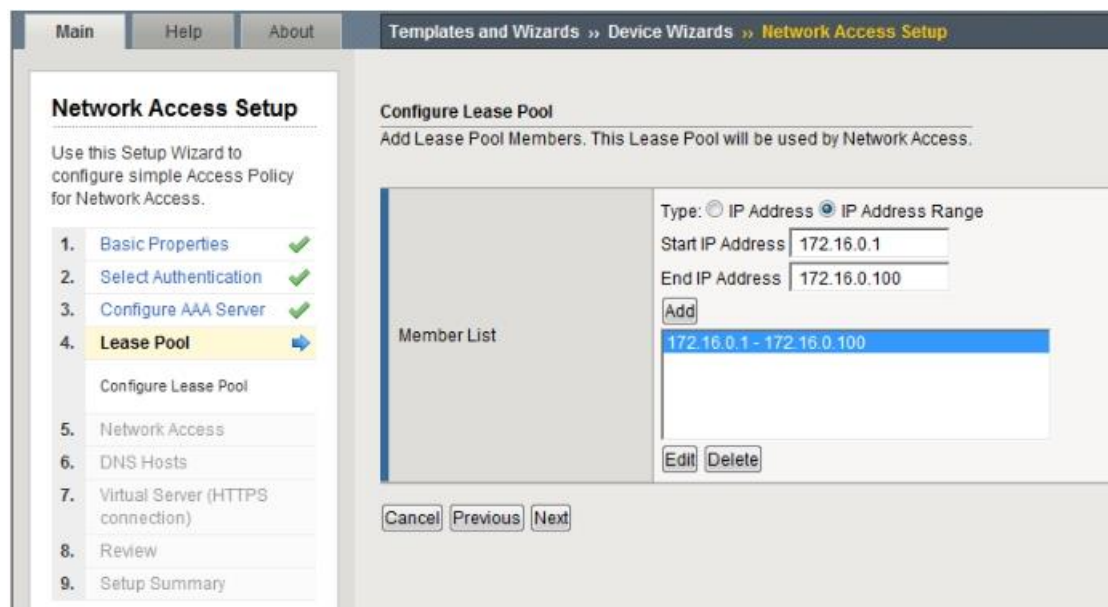 Main Help About
Templates and Wizards ›› Device Wizards ›› Network Access Setup
Network Access Setup
Use this Setup Wizard to
configure simple Access Policy
for Network Access.
1. Basic Properties
2. Select Authentication
3. Configure AAA Server
4. Lease Pool
Configure Lease Pool
5. Network Access
6. DNS Hosts
7. Virtual Server (HTTPS
connection)
8. Review
9. Setup Summary
Configure Lease Pool
Add Lease Pool Members. This Lease Pool will be used by Network Access.
Member List
Type: IP Address IP Address Range
Start IP Address 172.16.0.1
End IP Address 172.16.0.100
Add
172.16.0.1 - 172.16.0.100
Edit Delete
Cancel Previous Next